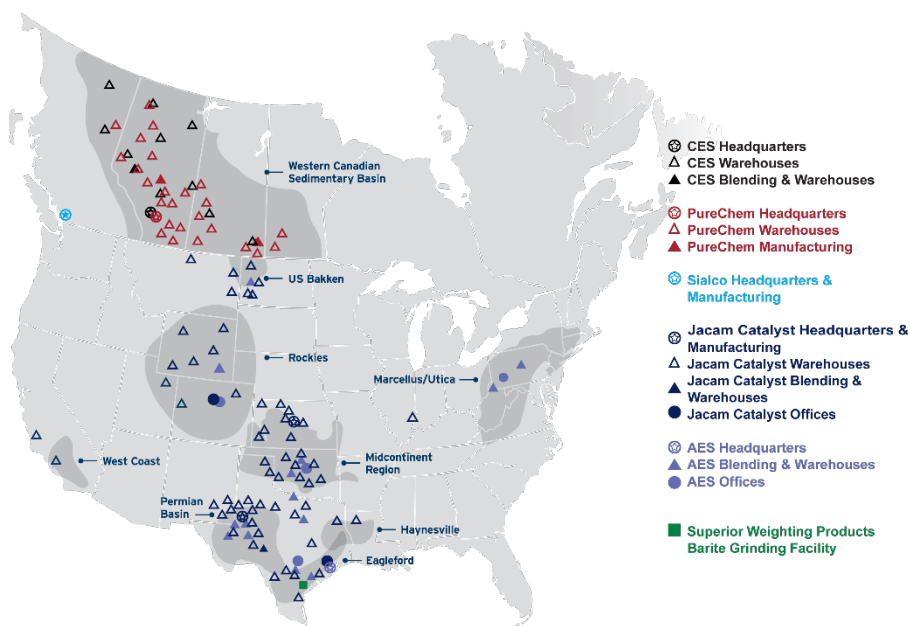 Western Canadian
Sedimentary Basin
US Bakken
Rockies
Marcellus/Utica
West Coast
Midcontinent
Region
Permian
Basin
Haynesville
Eagleford
CES Headquarters
CES Warehouses
CES Blending & Warehouses
PureChem Headquarters
PureChem Warehouses
PureChem Manufacturing
Sialco Headquarters &
Manufacturing
Jacam Catalyst Headquarters &
Manufacturing
Jacam Catalyst Warehouses
Jacam Catalyst Blending &
Warehouses
Jacam Catalyst Offices
AES Headquarters
AES Blending & Warehouses
AES Offices
Superior Weighting Products
Barite Grinding Facility